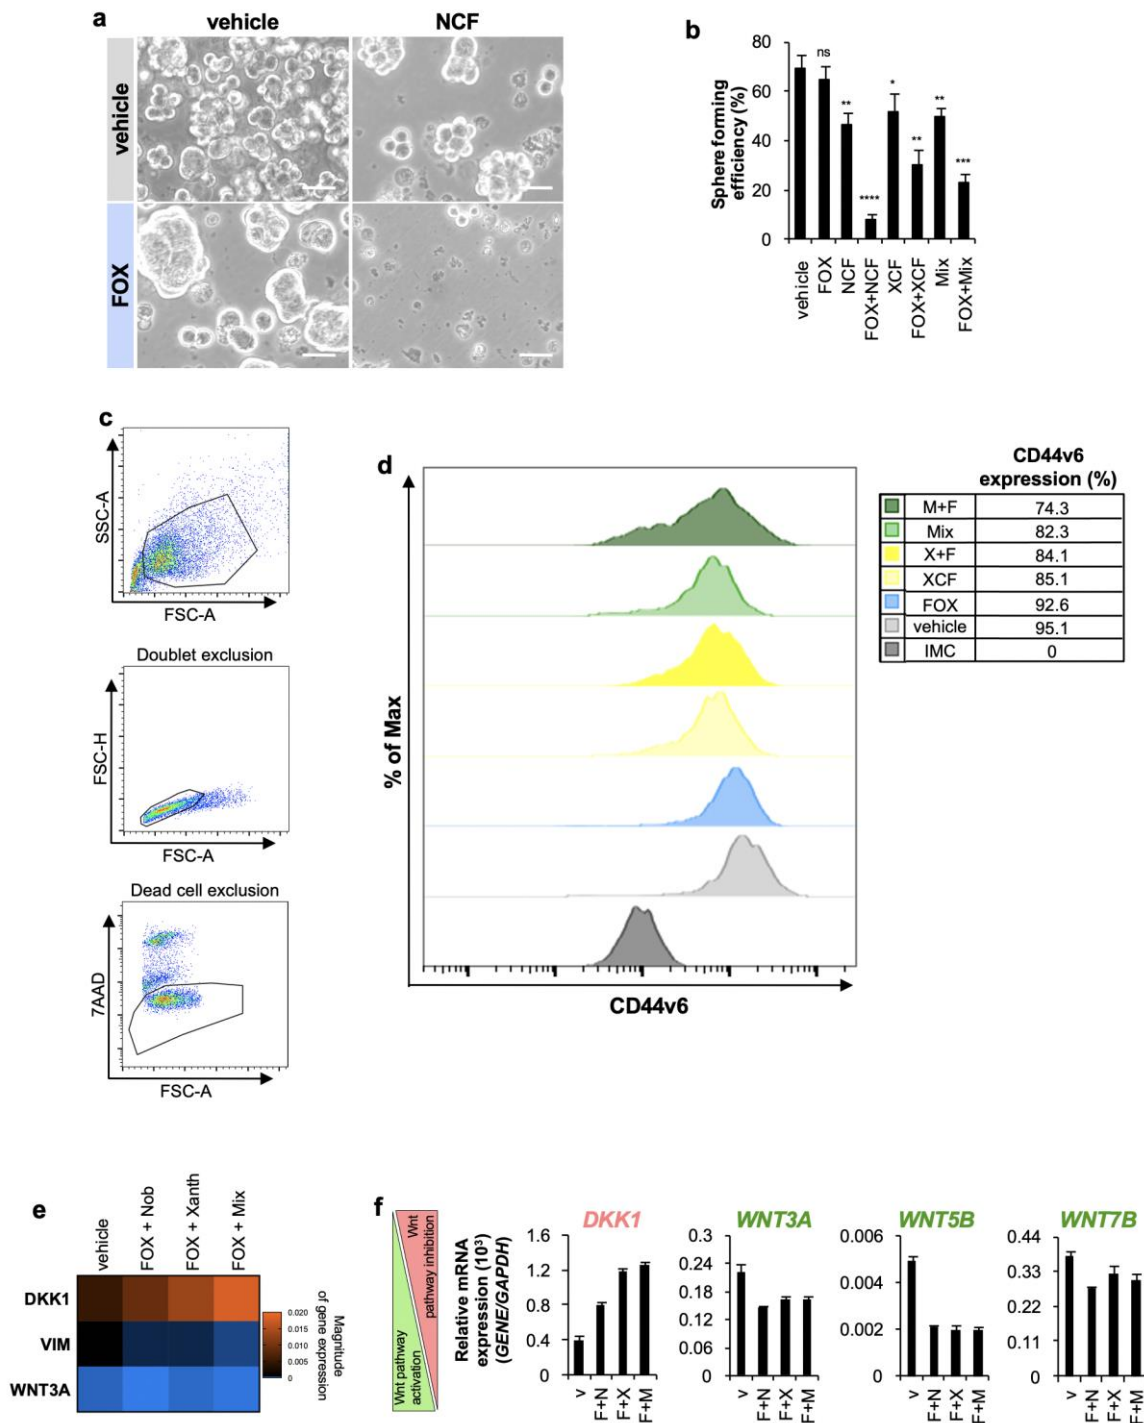 a
vehicle
NCF
vehicle
FOX
b
Sphere forming
efficiency (%)
80
60
40
20
0
ns
**
****
*
**
**
***
vehicle
FOX
NCF
FOX+NCF
XCF
FOX+XCF
Mix
FOX+Mix
c
SSC-A
FSC-A
Doublet exclusion
FSC-H
FSC-A
Dead cell exclusion
7AAD
FSC-A
d
% of Max
CD44v6
CD44v6
expression (%)
M+F 74.3
Mix 82.3
X+F 84.1
XCF 85.1
FOX 92.6
vehicle 95.1
IMC 0
e
vehicle
FOX + Nob
FOX + Xanth
FOX + Mix
DKK1
VIM
WNT3A
0.020
0.015
0.010
0.005
0
Magnitude
of gene expression
f
Wnt
pathway inhibition
Wnt pathway
activation
Relative mRNA
expression (10³)
(GENE/GAPDH)
DKK1
1.6
1.2
0.8
0.4
0
v
F+N
F+X
F+M
WNT3A
0.3
0.24
0.18
0.12
0.06
0
v
F+N
F+X
F+M
WNT5B
0.006
0.004
0.002
0
v
F+N
F+X
F+M
WNT7B
0.44
0.33
0.22
0.11
0
v
F+N
F+X
F+M